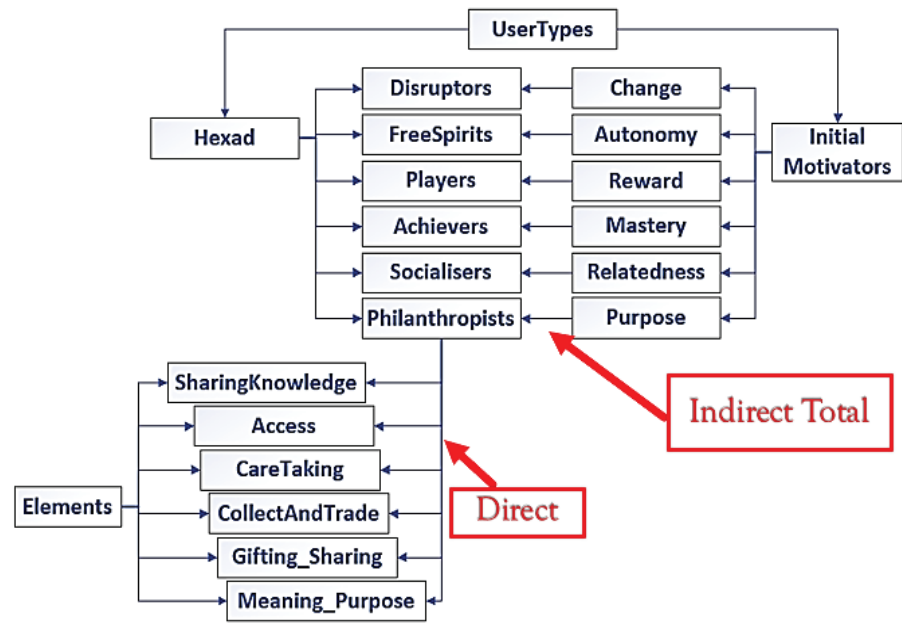 UserTypes
Disruptors
Change
Hexad
FreeSpirits
Autonomy
Initial
Motivators
Players
Reward
Achievers
Mastery
Socialisers
Relatedness
Philanthropists
Purpose
SharingKnowledge
Indirect Total
Access
CareTaking
Elements
CollectAndTrade
Direct
Gifting_Sharing
Meaning_Purpose